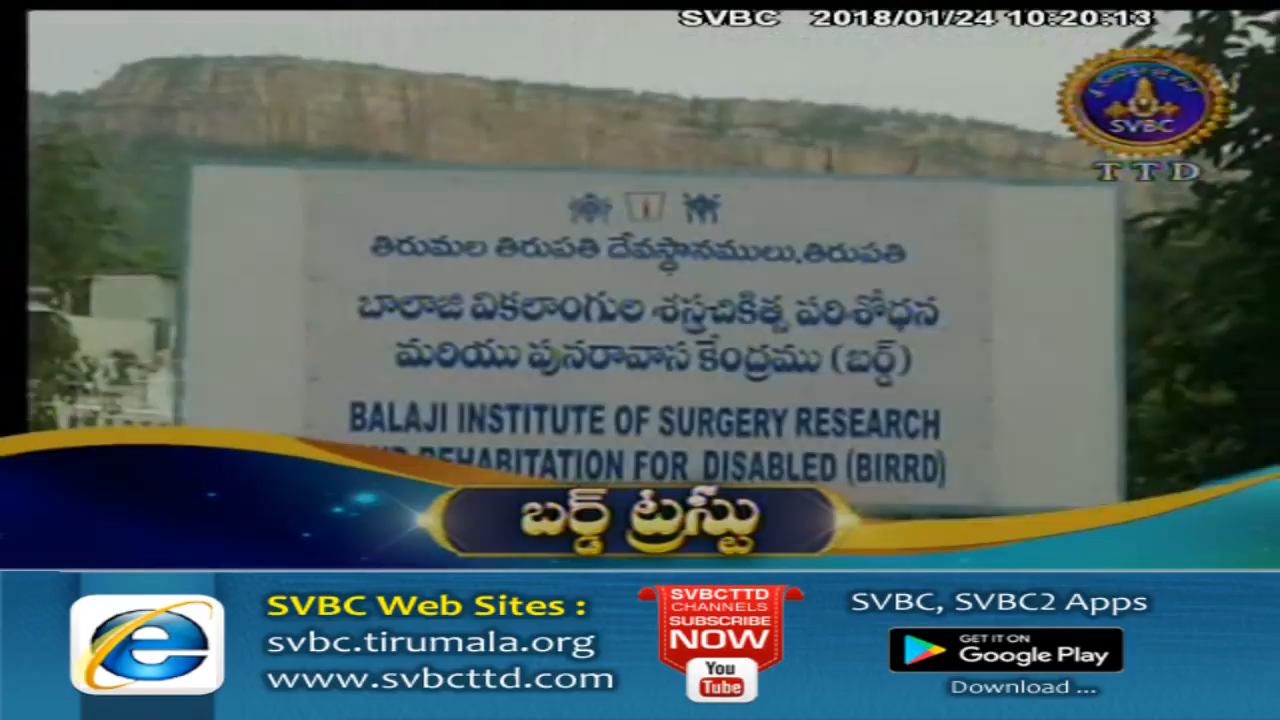 SVBC 2018/01/24 10:20:13
SVBC
TTD
తిరుమల తిరుపతి దేవస్థానములు,తిరుపతి
బాలాజి వికలాంగుల శస్త్రచికిత్స పరిశోధన
మరియు పునరావాస కేంద్రము (బర్డ్)
BALAJI INSTITUTE OF SURGERY RESEARCH
REHABITATION FOR DISABLED (BIRRD)
బర్డ్ ట్రస్టు
SVBC Web Sites :
svbc.tirumala.org
www.svbcttd.com
SVBCTTD
CHANNELS
SUBSCRIBE
NOW
You
Tube
SVBC, SVBC2 Apps
GET IT ON
Google Play
Download ...